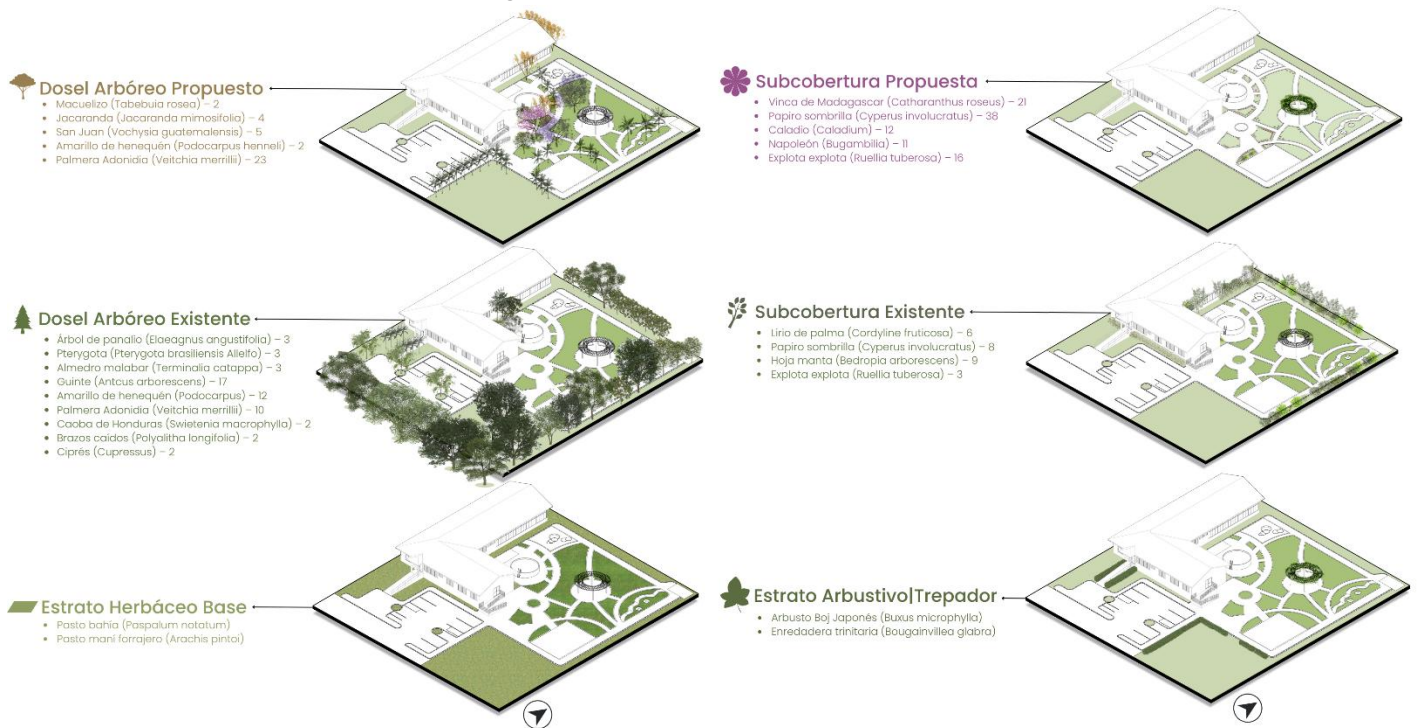 Dosel Arbóreo Propuesto
• Macuelizo (Tabebuia rosea) – 2
• Jacaranda (Jacaranda mimosifolia) – 4
• San Juan (Vochysia guatemalensis) – 5
• Amarillo de henequén (Podocarpus henneli) – 2
• Palmera Adonidia (Veitchia merrillii) – 23
Subcobertura Propuesta
• Vinca de Madagascar (Catharanthus roseus) – 21
• Papiro sombrilla (Cyperus involucratus) – 38
• Caladio (Caladium) – 12
• Napoleón (Bugambilia) – 11
• Explota explota (Ruellia tuberosa) – 16
Dosel Arbóreo Existente
• Árbol de panalio (Elaeagnus angustifolia) – 3
• Pterygota (Pterygota brasiliensis Allelfo) – 3
• Almedro malabar (Terminalia catappa) – 3
• Guinte (Antcus arborescens) – 17
• Amarillo de henequén (Podocarpus) – 12
• Palmera Adonidia (Veitchia merrillii) – 10
• Caoba de Honduras (Swietenia macrophylla) – 2
• Brazos caidos (Polyalitha longifolia) – 2
• Ciprés (Cupressus) – 2
Subcobertura Existente
• Lirio de palma (Cordyline fruticosa) – 6
• Papiro sombrilla (Cyperus involucratus) – 8
• Hoja manta (Bedropia arborescens) – 9
• Explota explota (Ruellia tuberosa) – 3
Estrato Herbáceo Base
• Pasto bahía (Paspalum notatum)
• Pasto maní forrajero (Arachis pintoi)
Estrato Arbustivo|Trepador
• Arbusto Boj Japonés (Buxus microphylla)
• Enredadera trinitaria (Bougainvillea glabra)